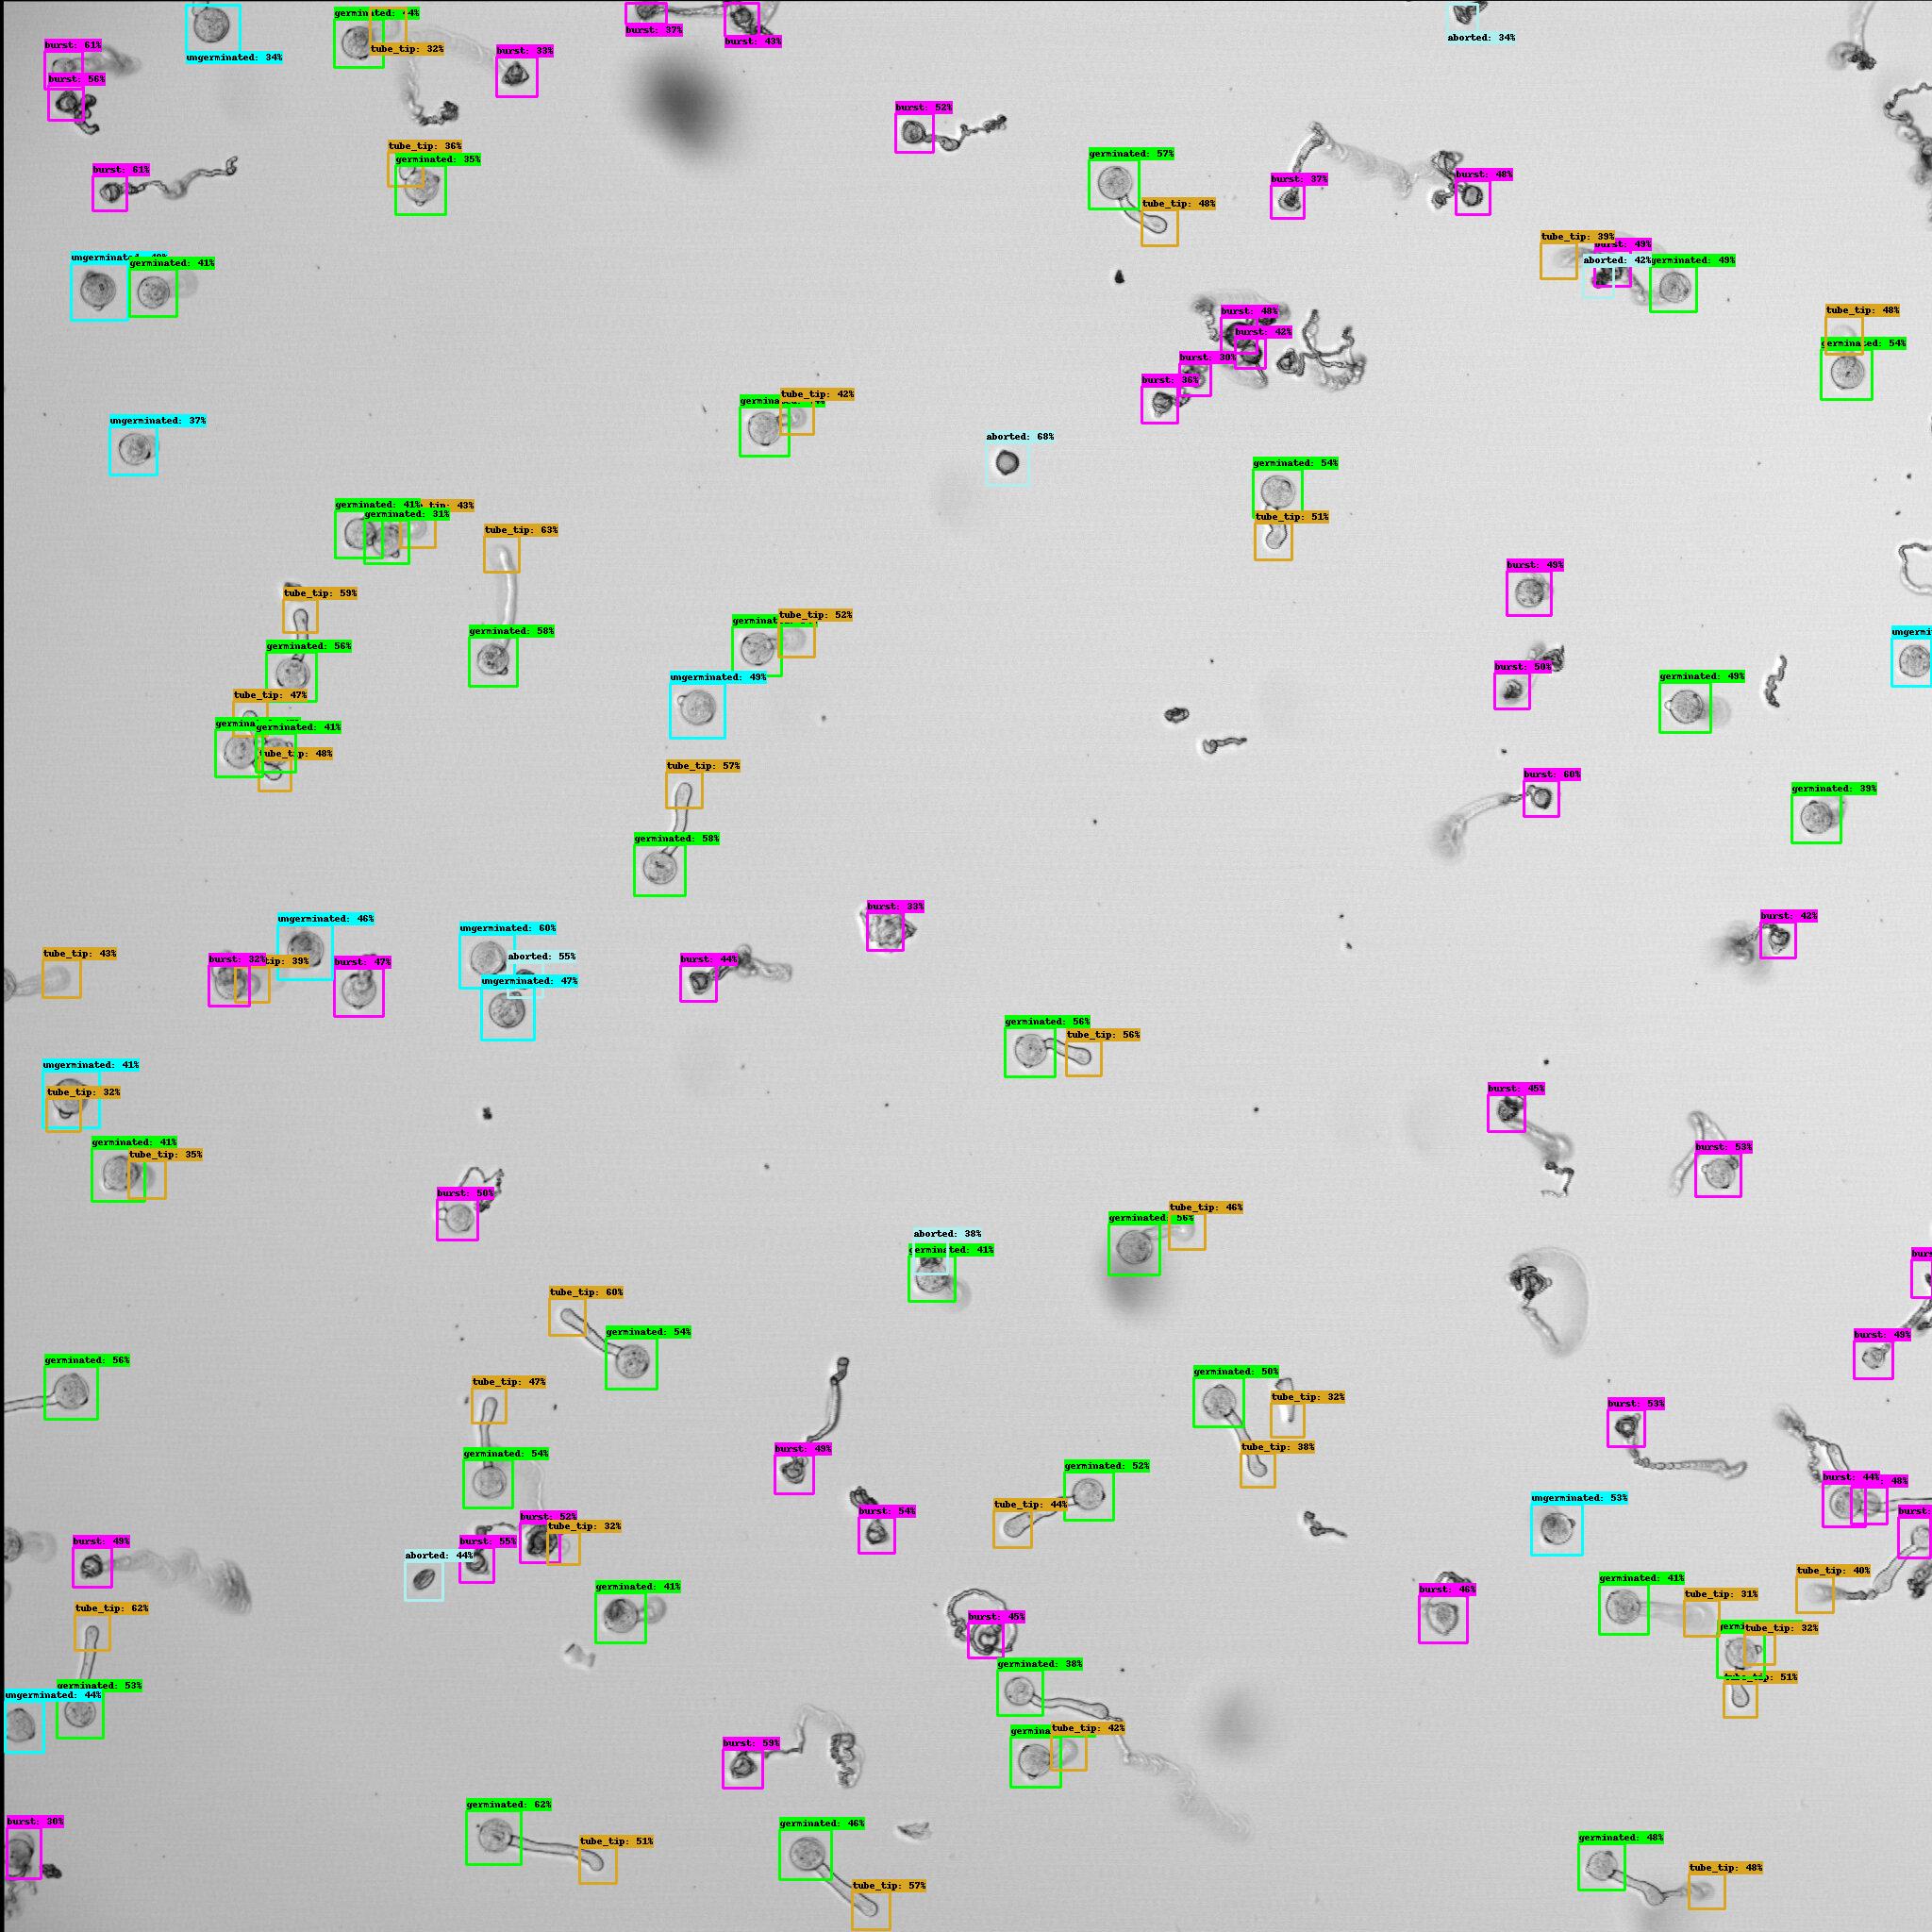 ungerminated: 34%
tube_tip: 32%
burst: 37%
burst: 43%
aborted: 34%
burst: 61%
burst: 33%
burst: 56%
burst: 52%
tube_tip: 36%
germinated: 35%
germinated: 57%
burst: 61%
burst: 37%
burst: 48%
tube_tip: 48%
tube_tip: 39%
burst: 49%
aborted: 42%
germinated: 49%
germinated: 41%
tube_tip: 48%
burst: 48%
burst: 42%
germinated: 54%
burst: 30%
burst: 36%
tube_tip: 42%
ungerminated: 37%
aborted: 68%
germinated: 54%
germinated: 41%
germinated: 31%
tube_tip: 51%
tube_tip: 63%
burst: 49%
tube_tip: 59%
tube_tip: 52%
germinated: 58%
germinated: 56%
burst: 50%
ungerminated: 49%
germinated: 49%
tube_tip: 47%
germinated: 41%
tube_tip: 48%
tube_tip: 57%
burst: 60%
germinated: 39%
germinated: 58%
burst: 33%
ungerminated: 46%
burst: 42%
ungerminated: 60%
tube_tip: 43%
aborted: 55%
burst: 32%
burst: 47%
burst: 44%
ungerminated: 47%
germinated: 56%
tube_tip: 56%
ungerminated: 41%
tube_tip: 32%
burst: 45%
germinated: 41%
tube_tip: 35%
burst: 53%
burst: 50%
tube_tip: 46%
germinated: 56%
aborted: 38%
germinated: 41%
tube_tip: 60%
germinated: 54%
burst: 49%
germinated: 56%
germinated: 50%
tube_tip: 47%
tube_tip: 32%
burst: 53%
tube_tip: 38%
burst: 49%
germinated: 54%
germinated: 52%
burst: 44%
48%
tube_tip: 44%
ungerminated: 53%
burst: 54%
burst: 52%
tube_tip: 32%
burst: 49%
burst: 55%
aborted: 44%
tube_tip: 40%
germinated: 41%
germinated: 41%
burst: 46%
tube_tip: 31%
tube_tip: 62%
burst: 45%
tube_tip: 32%
germinated: 38%
tube_tip: 51%
germinated: 53%
ungerminated: 44%
tube_tip: 42%
burst: 59%
germinated: 62%
burst: 30%
germinated: 46%
tube_tip: 51%
germinated: 48%
tube_tip: 48%
tube_tip: 57%